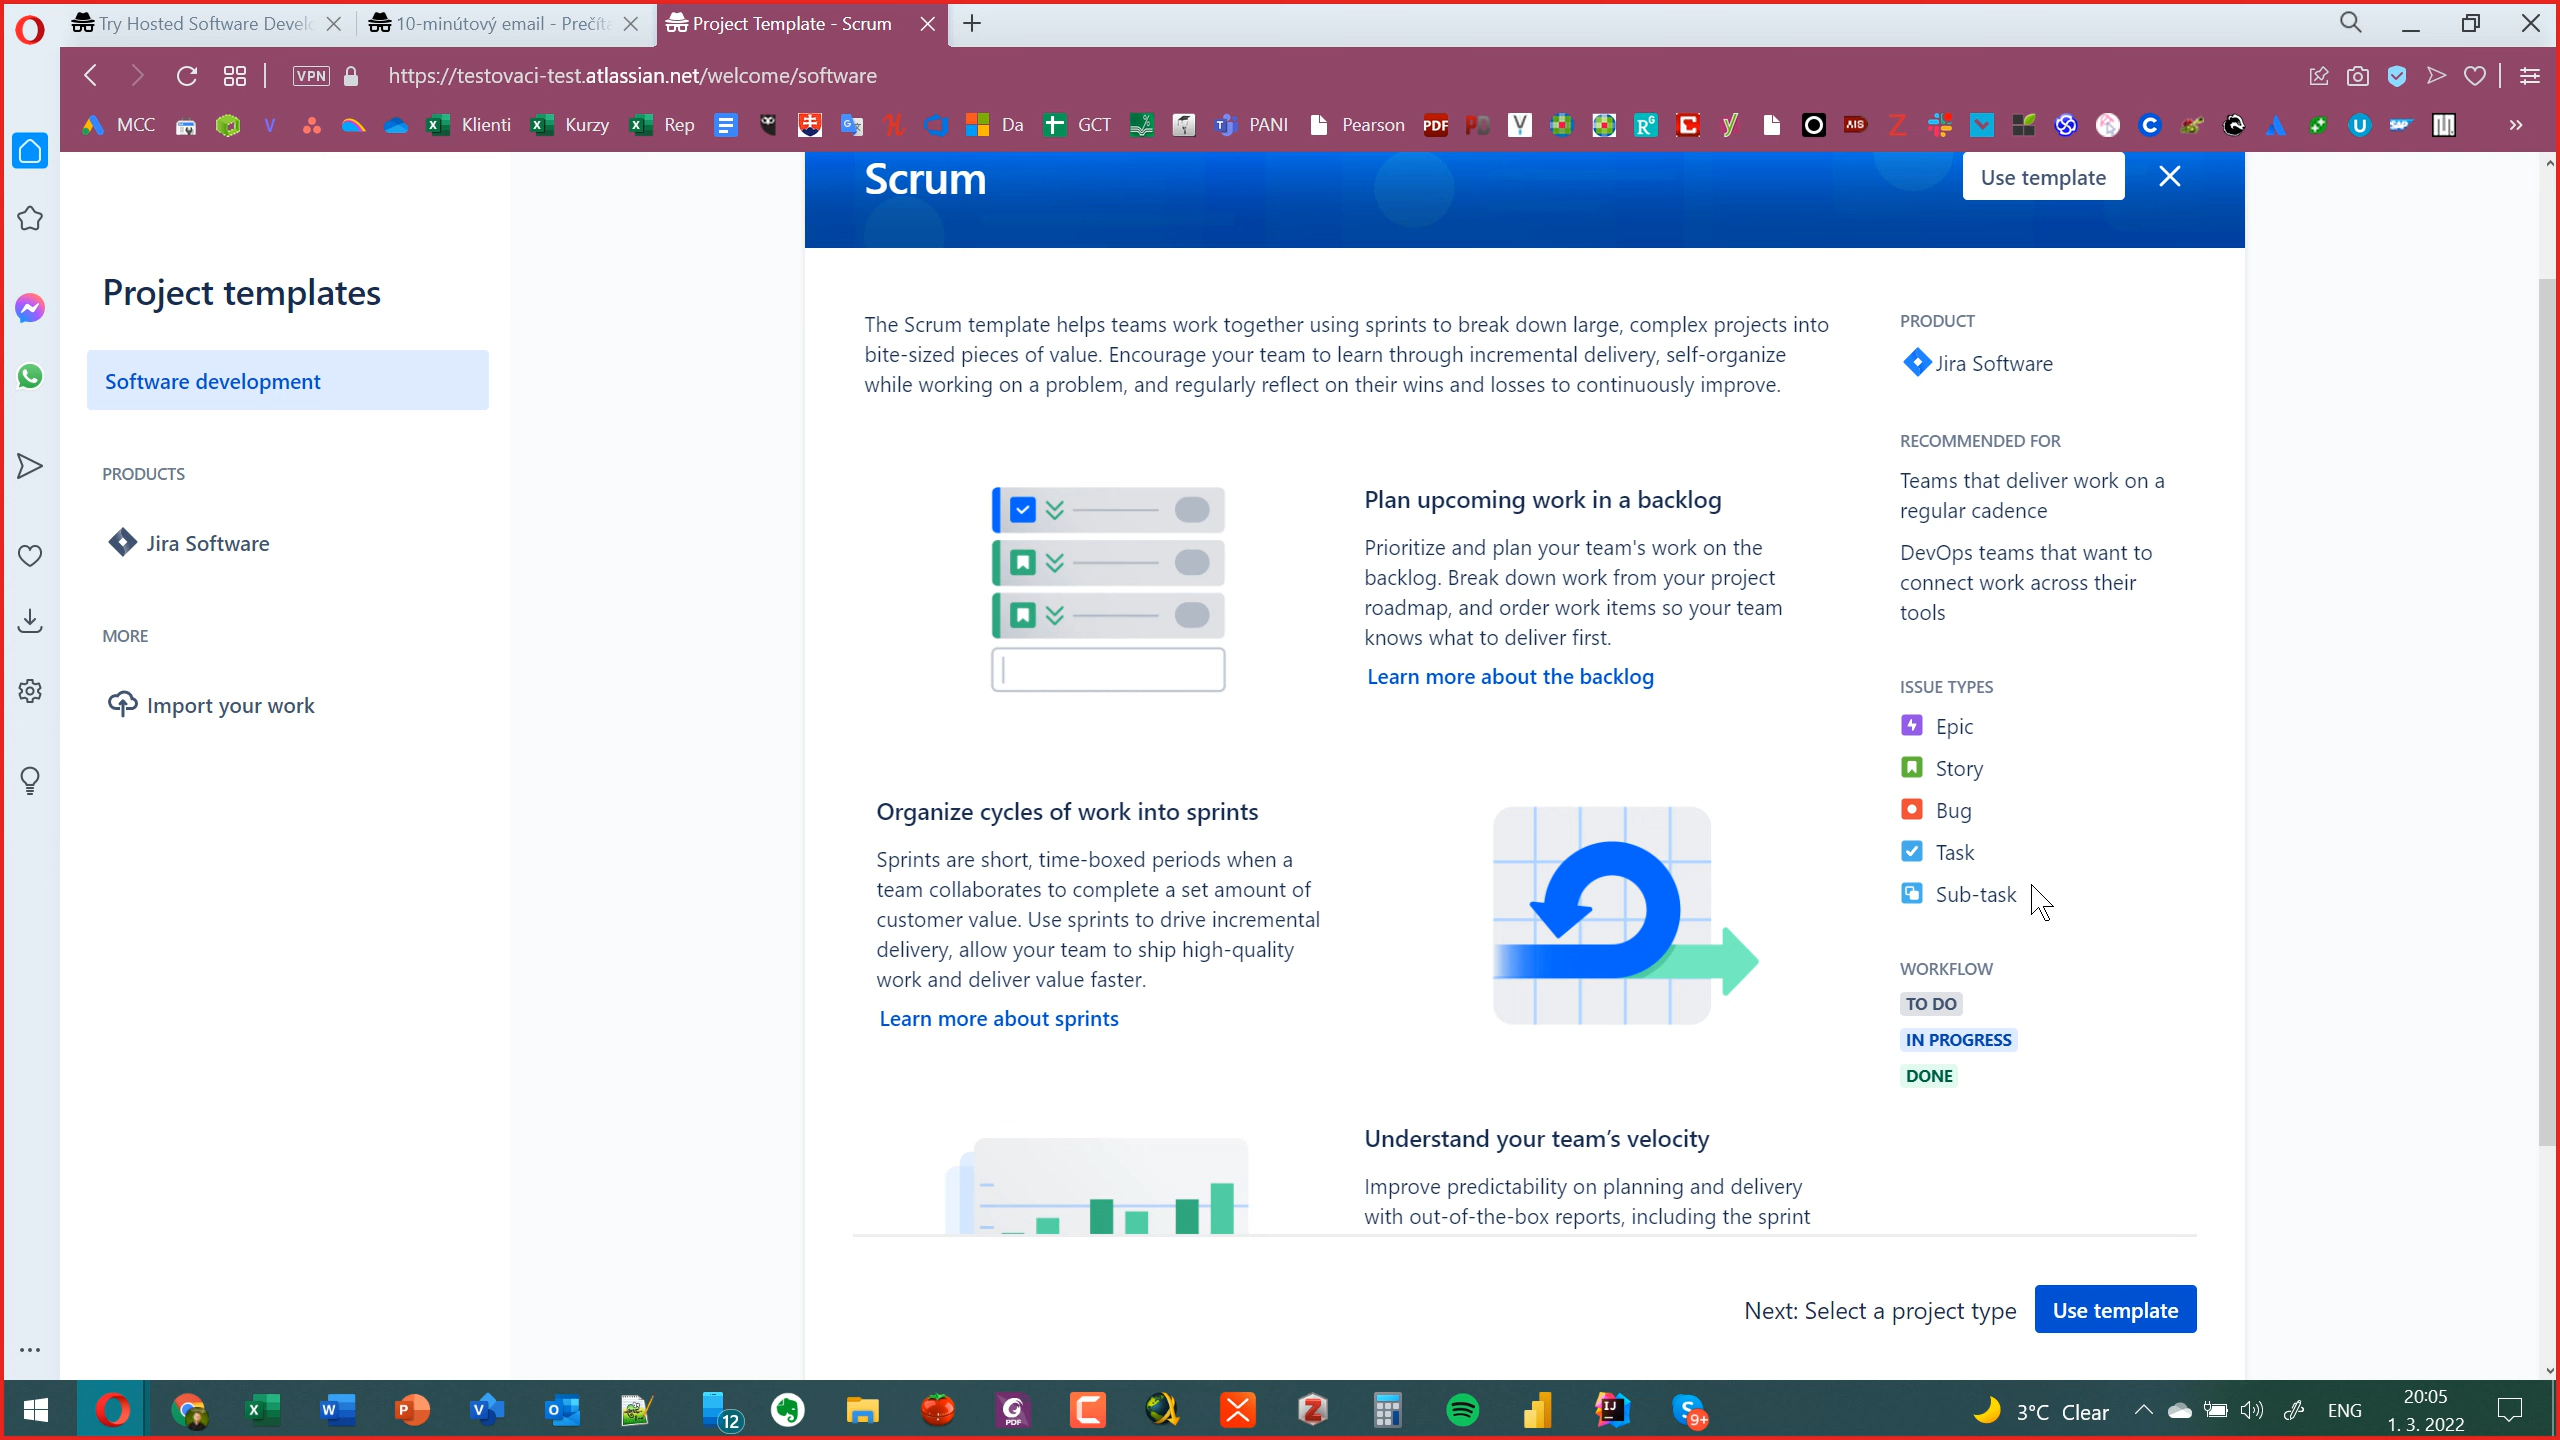 Try Hosted Software Develo
10-minútový email - Prečíta
Project Template - Scrum
VPN
https://testovaci-test.atlassian.net/welcome/software
MCC
Klienti
Kurzy
Rep
Da
GCT
PANI
Pearson
PDF
AIS
SAP
Scrum
Use template
Project templates
Software development
PRODUCTS
Jira Software
MORE
Import your work
The Scrum template helps teams work together using sprints to break down large, complex projects into
bite-sized pieces of value. Encourage your team to learn through incremental delivery, self-organize
while working on a problem, and regularly reflect on their wins and losses to continuously improve.
Plan upcoming work in a backlog
Prioritize and plan your team's work on the
backlog. Break down work from your project
roadmap, and order work items so your team
knows what to deliver first.
Learn more about the backlog
Organize cycles of work into sprints
Sprints are short, time-boxed periods when a
team collaborates to complete a set amount of
customer value. Use sprints to drive incremental
delivery, allow your team to ship high-quality
work and deliver value faster.
Learn more about sprints
Understand your team’s velocity
Improve predictability on planning and delivery
with out-of-the-box reports, including the sprint
PRODUCT
Jira Software
RECOMMENDED FOR
Teams that deliver work on a
regular cadence
DevOps teams that want to
connect work across their
tools
ISSUE TYPES
Epic
Story
Bug
Task
Sub-task
WORKFLOW
TO DO
IN PROGRESS
DONE
Next: Select a project type
Use template
12
PDF
9+
3°C Clear
ENG
20:05
1. 3. 2022